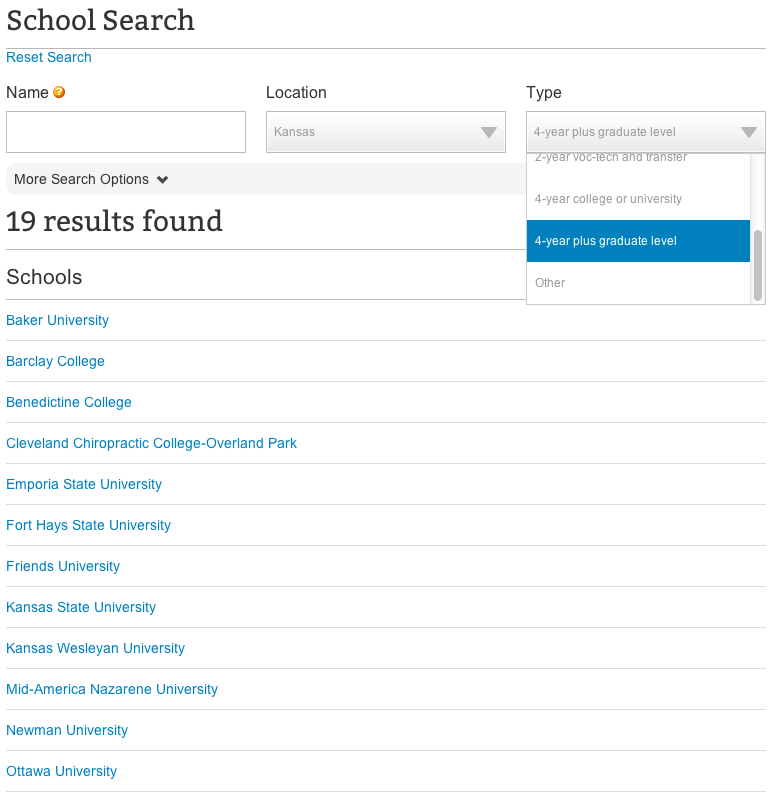 School Search
Reset Search
Name ?
Location
Type
Kansas
4-year plus graduate level
2-year voc-tech and transfer
4-year college or university
4-year plus graduate level
Other
More Search Options
19 results found
Schools
Baker University
Barclay College
Benedictine College
Cleveland Chiropractic College-Overland Park
Emporia State University
Fort Hays State University
Friends University
Kansas State University
Kansas Wesleyan University
Mid-America Nazarene University
Newman University
Ottawa University